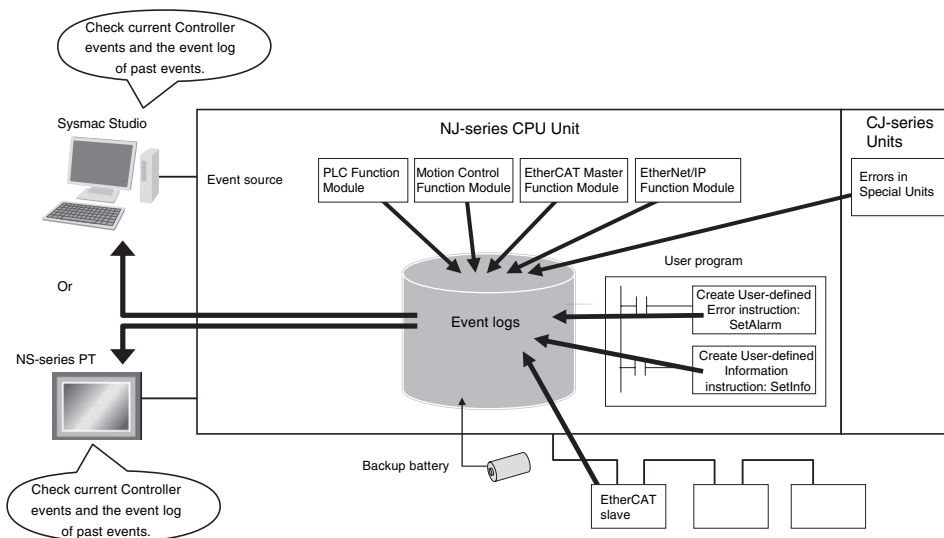 Check current Controller
events and the event log
of past events.
Sysmac Studio
NJ-series CPU Unit
CJ-series
Units
Event source
PLC Function
Module
Motion Control
Function Module
EtherCAT Master
Function Module
EtherNet/IP
Function Module
Errors in
Special Units
User program
Or
Event logs
Create User-defined
Error instruction:
SetAlarm
Create User-defined
Information
instruction: SetInfo
NS-series PT
Backup battery
Check current Controller
events and the event log
of past events.
EtherCAT
slave